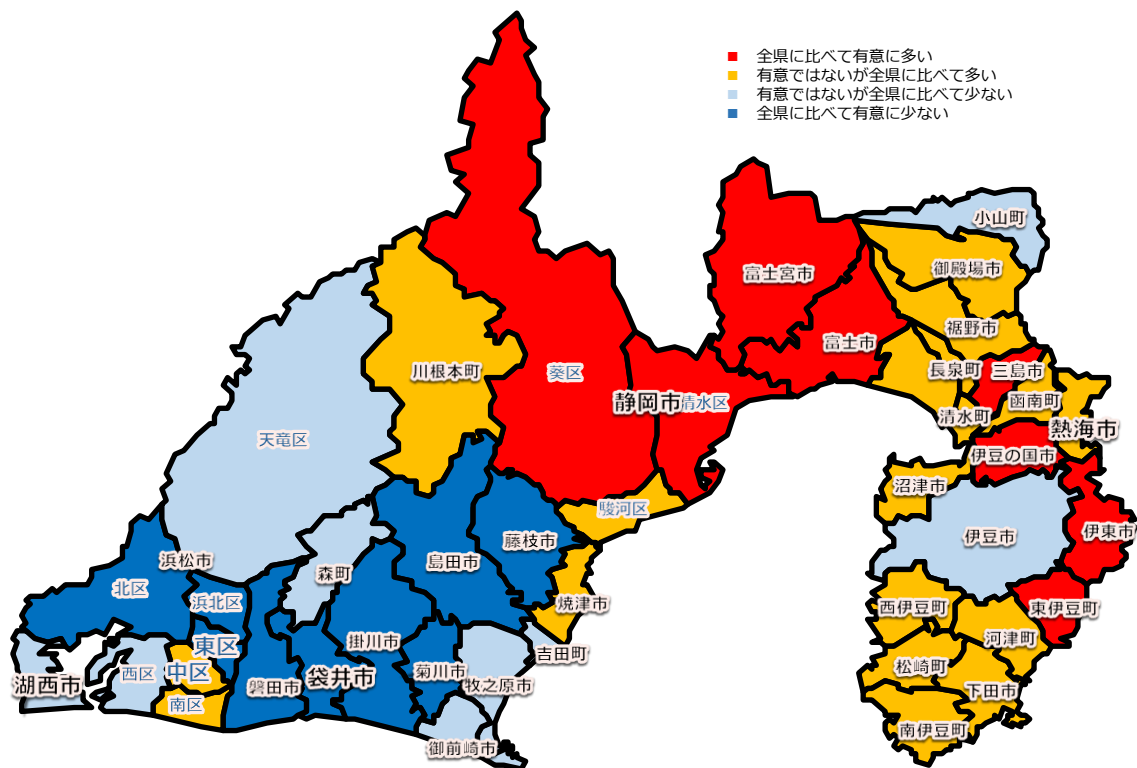 全県に比べて有意に多い
有意ではないが全県に比べて多い
有意ではないが全県に比べて少ない
全県に比べて有意に少ない
小山町
御殿場市
富士宮市
裾野市
富士市
長泉町
三島市
川根本町
葵区
静岡市
清水区
函南町
清水町
熱海市
天竜区
伊豆の国市
沼津市
駿河区
伊東市
伊豆市
藤枝市
浜松市
島田市
森町
北区
浜北区
焼津市
西伊豆町
東伊豆町
河津町
掛川市
東区
吉田町
松崎町
中区
西区
湖西市
磐田市
袋井市
菊川市
牧之原市
下田市
南区
南伊豆町
御前崎市